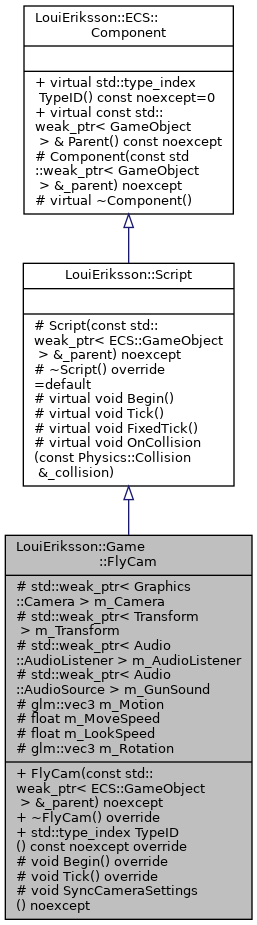 LouiEriksson::ECS::
Component
+ virtual std::type_index
TypeID() const noexcept=0
+ virtual const std::
weak_ptr< GameObject
> & Parent() const noexcept
# Component(const std
::weak_ptr< GameObject
> &_parent) noexcept
# virtual ~Component()
LouiEriksson::Script
# Script(const std::
weak_ptr< ECS::GameObject
> &_parent) noexcept
# ~Script() override
=default
# virtual void Begin()
# virtual void Tick()
# virtual void FixedTick()
# virtual void OnCollision
(const Physics::Collision
&_collision)
LouiEriksson::Game
::FlyCam
# std::weak_ptr< Graphics
::Camera > m_Camera
# std::weak_ptr< Transform
> m_Transform
# std::weak_ptr< Audio
::AudioListener > m_AudioListener
# std::weak_ptr< Audio
::AudioSource > m_GunSound
# glm::vec3 m_Motion
# float m_MoveSpeed
# float m_LookSpeed
# glm::vec3 m_Rotation
+ FlyCam(const std::
weak_ptr< ECS::GameObject
> &_parent) noexcept
+ ~FlyCam() override
+ std::type_index TypeID
() const noexcept override
# void Begin() override
# void Tick() override
# void SyncCameraSettings
() noexcept